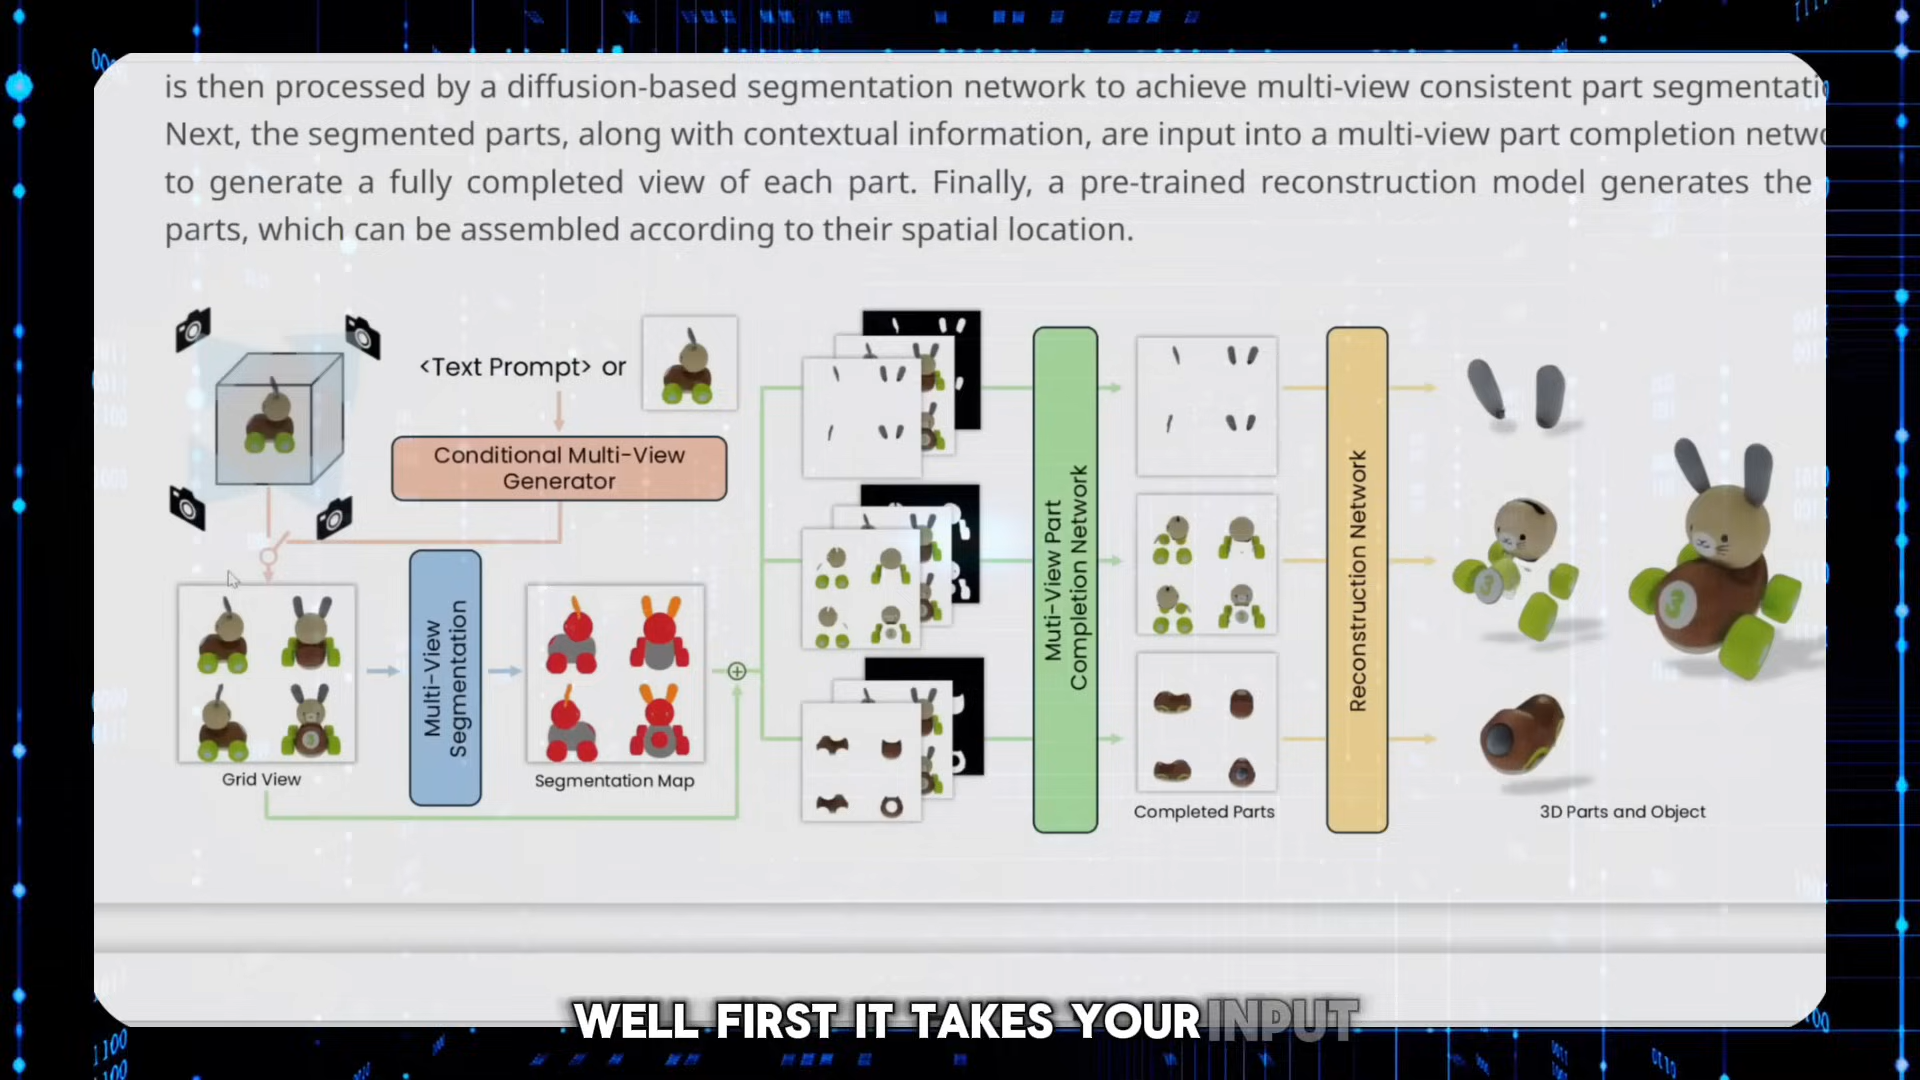 is then processed by a diffusion-based segmentation network to achieve multi-view consistent part
Next, the segmented parts, along with contextual information, are input into a multi-view part completion
to generate a fully completed view of each part. Finally, a pre-trained reconstruction model generates the
parts, which can be assembled according to their spatial location.
<Text Prompt> or
Conditional Multi-View
Generator
Multi-View
Segmentation
Grid View
Segmentation Map
Muti-View Part
Completion Network
Completed Parts
Reconstruction Network
3D Parts and Object
WELL FIRST IT TAKES YOUR INPUT